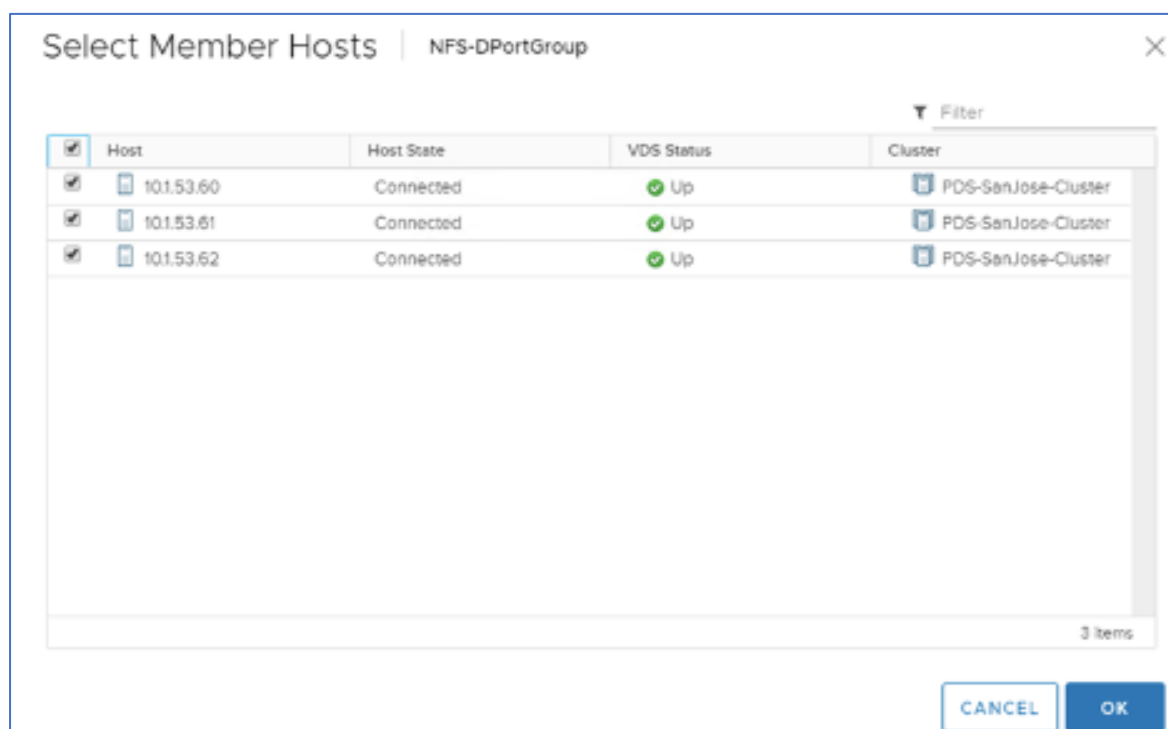 Select Member Hosts NFS-DPortGroup
Filter
Host Host State VDS Status Cluster
10.1.53.60 Connected Up PDS-SanJose-Cluster
10.1.53.61 Connected Up PDS-SanJose-Cluster
10.1.53.62 Connected Up PDS-SanJose-Cluster
3 items
CANCEL OK